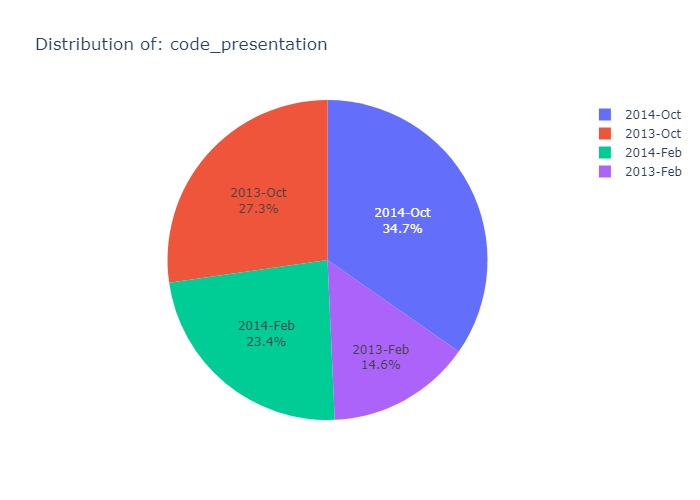 Distribution of: code_presentation
2014-Oct
2013-Oct
2014-Feb
2013-Feb
2013-Oct
27.3%
2014-Oct
34.7%
2014-Feb
23.4%
2013-Feb
14.6%